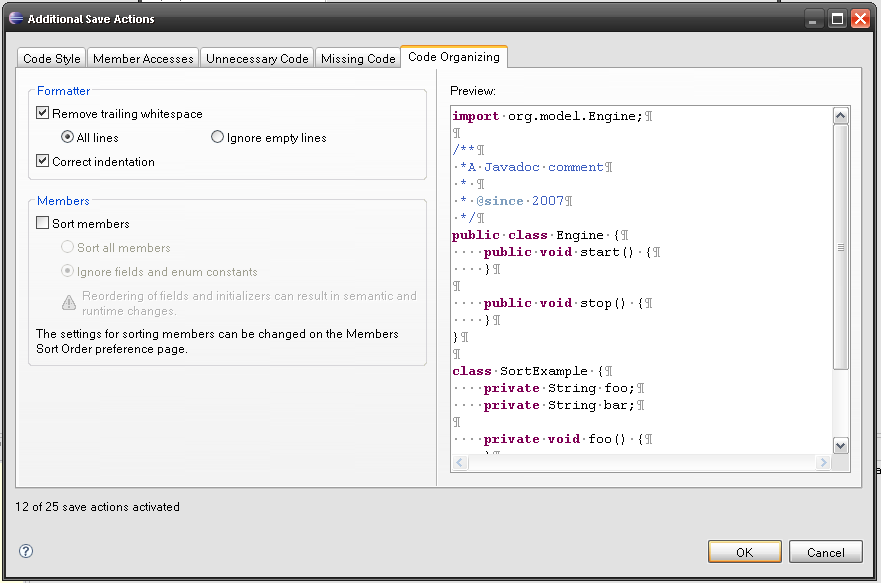 Additional Save Actions
Code Style
Member Accesses
Unnecessary Code
Missing Code
Code Organizing
Formatter
Remove trailing whitespace
All lines
Ignore empty lines
Correct indentation
Members
Sort members
Sort all members
Ignore fields and enum constants
Reordering of fields and initializers can result in semantic and
runtime changes.
The settings for sorting members can be changed on the Members
Sort Order preference page.
Preview:
import·org.model.Engine;¶
¶
/**¶
·*A·Javadoc·comment¶
·*·¶
·*·@since·2007¶
·*/¶
public·class·Engine·{¶
····public·void·start()·{¶
····}¶
¶
····public·void·stop()·{¶
····}¶
}¶
¶
class·SortExample·{¶
····private·String·foo;¶
····private·String·bar;¶
¶
····private·void·foo()·{¶
····}¶
12 of 25 save actions activated
?
OK
Cancel